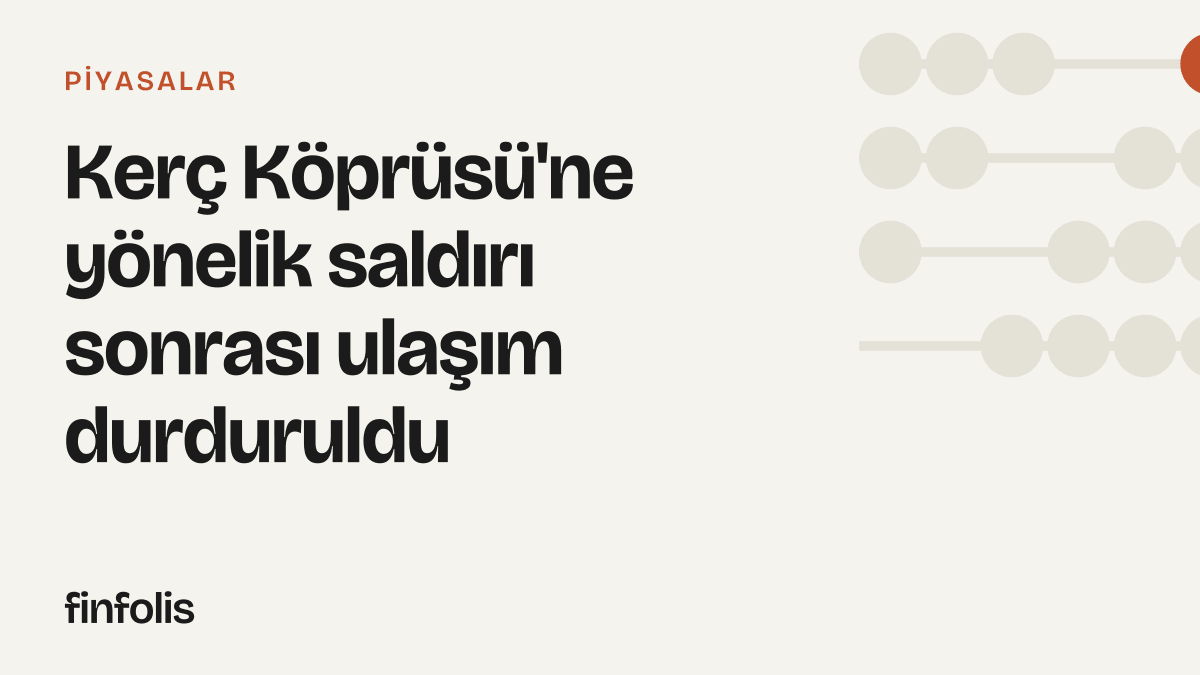 PİYASALAR
Kerç Köprüsü'ne
yönelik saldırı
sonrası ulaşım
durduruldu
finfolis